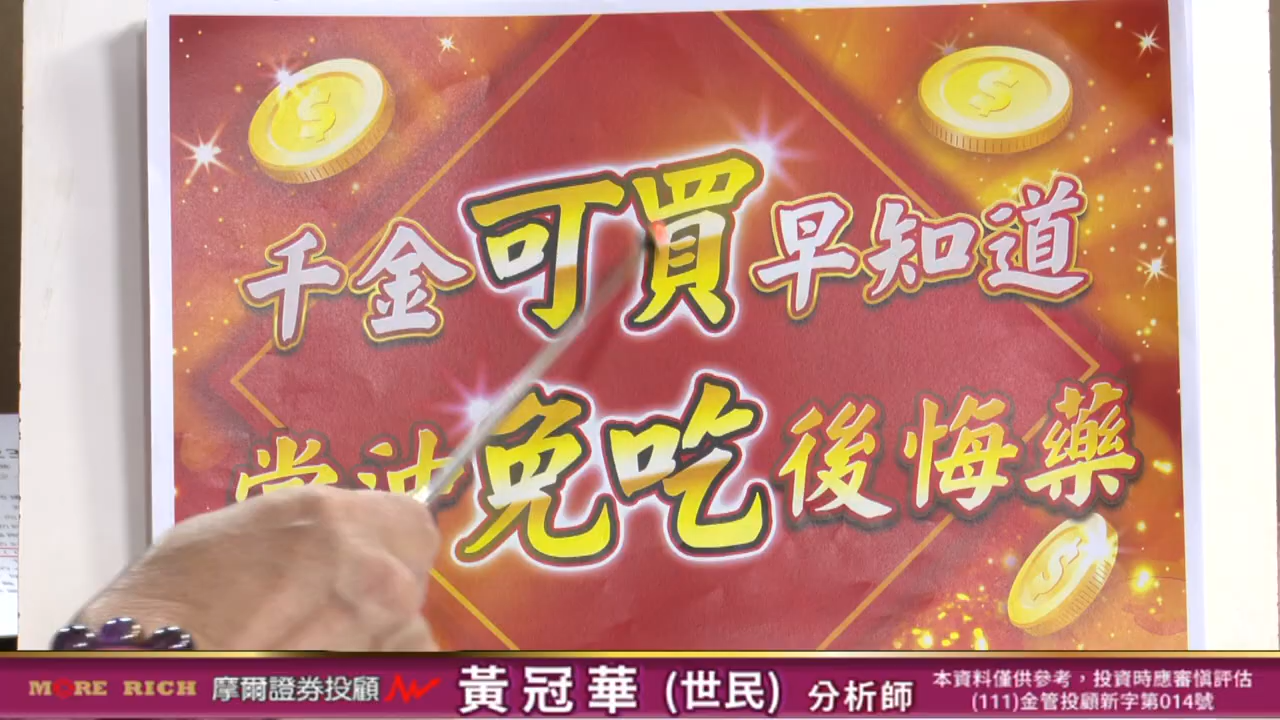 千金可買早知道
免吃後悔藥
MORE RICH 摩爾證券投顧 黃冠華 (世民) 分析師
本資料僅供參考，投資時應審慎評估
(111)金管投顧新字第014號